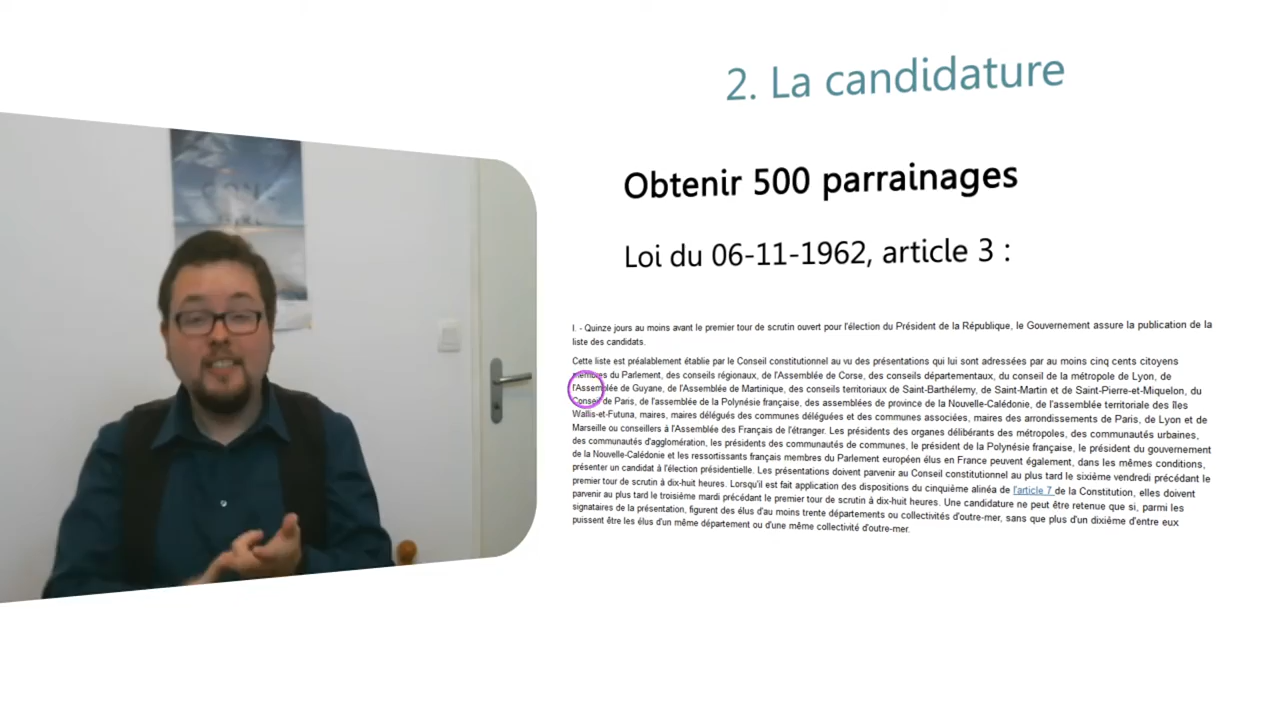 2. La candidature
Obtenir 500 parrainages
Loi du 06-11-1962, article 3 :
I. - Quinze jours au moins avant le premier tour de scrutin ouvert pour l'élection du Président de la République, le Gouvernement assure la publication de la
liste des candidats.
Cette liste est préalablement établie par le Conseil constitutionnel au vu des présentations qui lui sont adressées par au moins cinq cents citoyens
membres du Parlement, des conseils régionaux, de l'Assemblée de Corse, des conseils départementaux, du conseil de la métropole de Lyon, de
l'Assemblée de Guyane, de l'Assemblée de Martinique, des conseils territoriaux de Saint-Barthélemy, de Saint-Martin et de Saint-Pierre-et-Miquelon, du
Conseil de Paris, de l'assemblée de la Polynésie française, des assemblées de province de la Nouvelle-Calédonie, de l'assemblée territoriale des îles
Wallis-et-Futuna, maires, maires délégués des communes déléguées et des communes associées, maires des arrondissements de Paris, de Lyon et de
Marseille ou conseillers à l'Assemblée des Français de l'étranger. Les présidents des organes délibérants des métropoles, des communautés urbaines,
des communautés d'agglomération, les présidents des communautés de communes, le président de la Polynésie française, le président du gouvernement
de la Nouvelle-Calédonie et les ressortissants français membres du Parlement européen élus en France peuvent également, dans les mêmes conditions,
présenter un candidat à l'élection présidentielle. Les présentations doivent parvenir au Conseil constitutionnel au plus tard le sixième vendredi précédant le
premier tour de scrutin à dix-huit heures. Lorsqu'il est fait application des dispositions du cinquième alinéa de l'article 7 de la Constitution, elles doivent
parvenir au plus tard le troisième mardi précédant le premier tour de scrutin à dix-huit heures. Une candidature ne peut être retenue que si, parmi les
signataires de la présentation, figurent des élus d'au moins trente départements ou collectivités d'outre-mer, sans que plus d'un dixième d'entre eux
puissent être les élus d'un même département ou d'une même collectivité d'outre-mer.